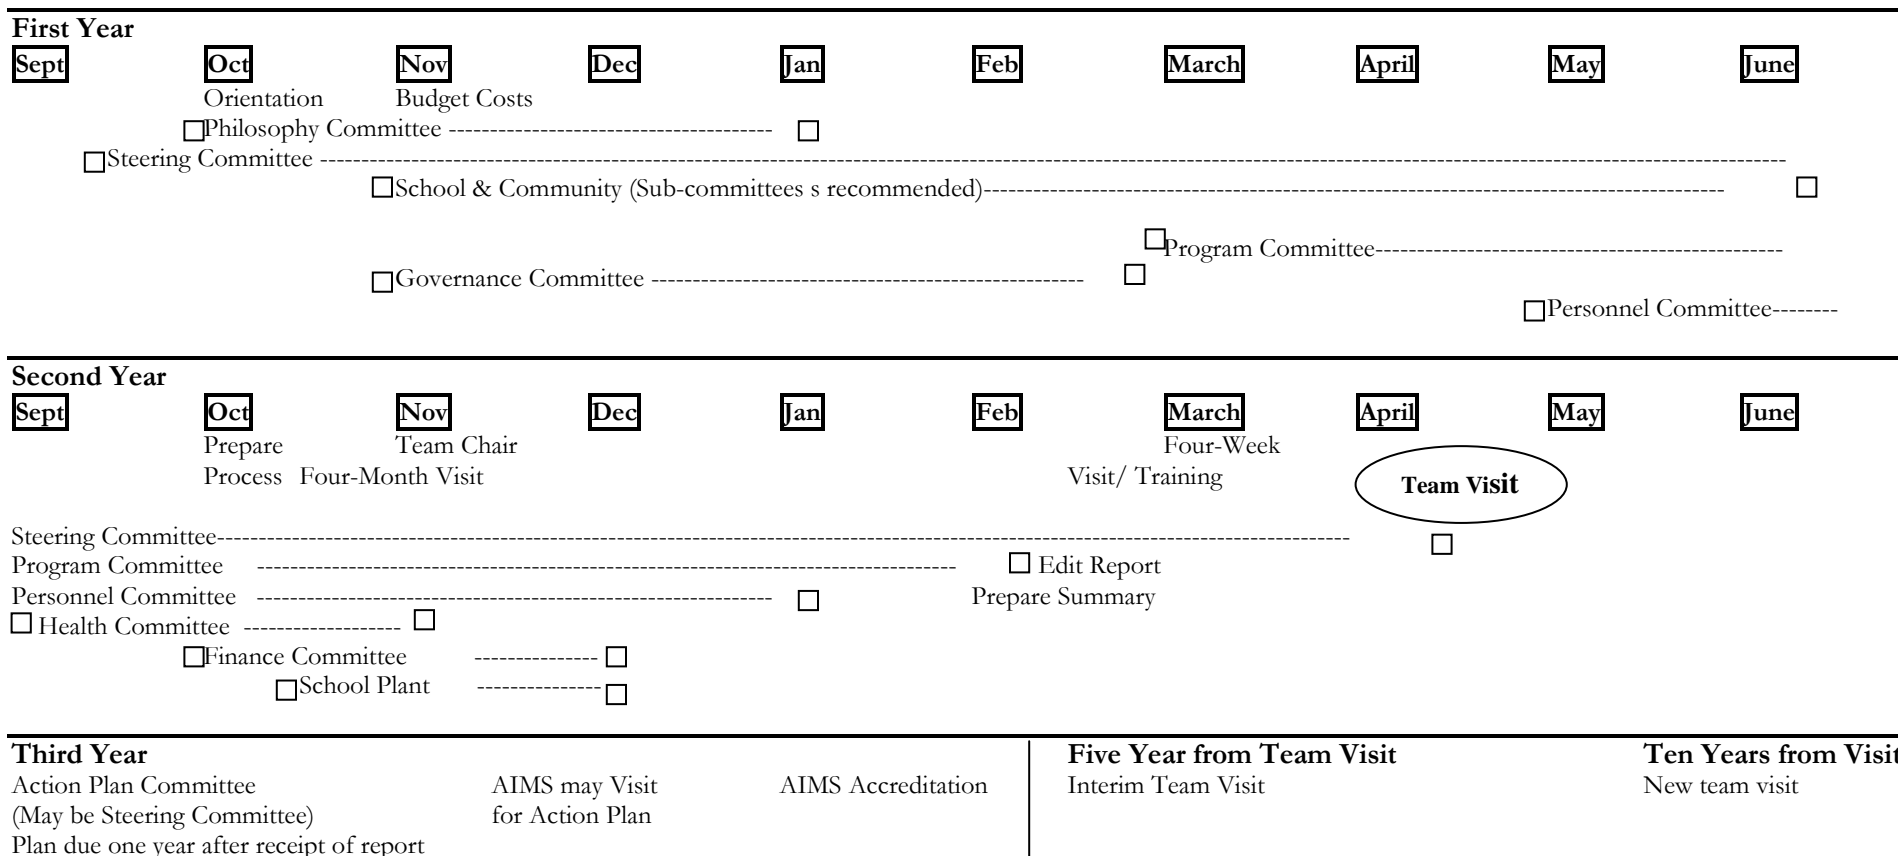 First Year
Sept Oct Nov Dec Jan Feb March April May June
Orientation Budget Costs
Philosophy Committee ---------------------------------------
Steering Committee ----------------------------------------------------------------
School & Community (Sub-committees s recommended)----------------------------------------
Program Committee--------------------------------
Governance Committee --------------------------------
Personnel Committee--------
Second Year
Sept Oct Nov Dec Jan Feb March April May June
Prepare Team Chair Four-Week
Process Four-Month Visit Visit/ Training Team Visit
Steering Committee----------------------------------------------------------------
Program Committee ---------------------------------------- Edit Report
Personnel Committee -------------------------------- Prepare Summary
Health Committee -------------------
Finance Committee ---------------
School Plant ---------------
Third Year Five Year from Team Visit Ten Years from Visit
Action Plan Committee AIMS may Visit AIMS Accreditation Interim Team Visit New team visit
(May be Steering Committee) for Action Plan
Plan due one year after receipt of report